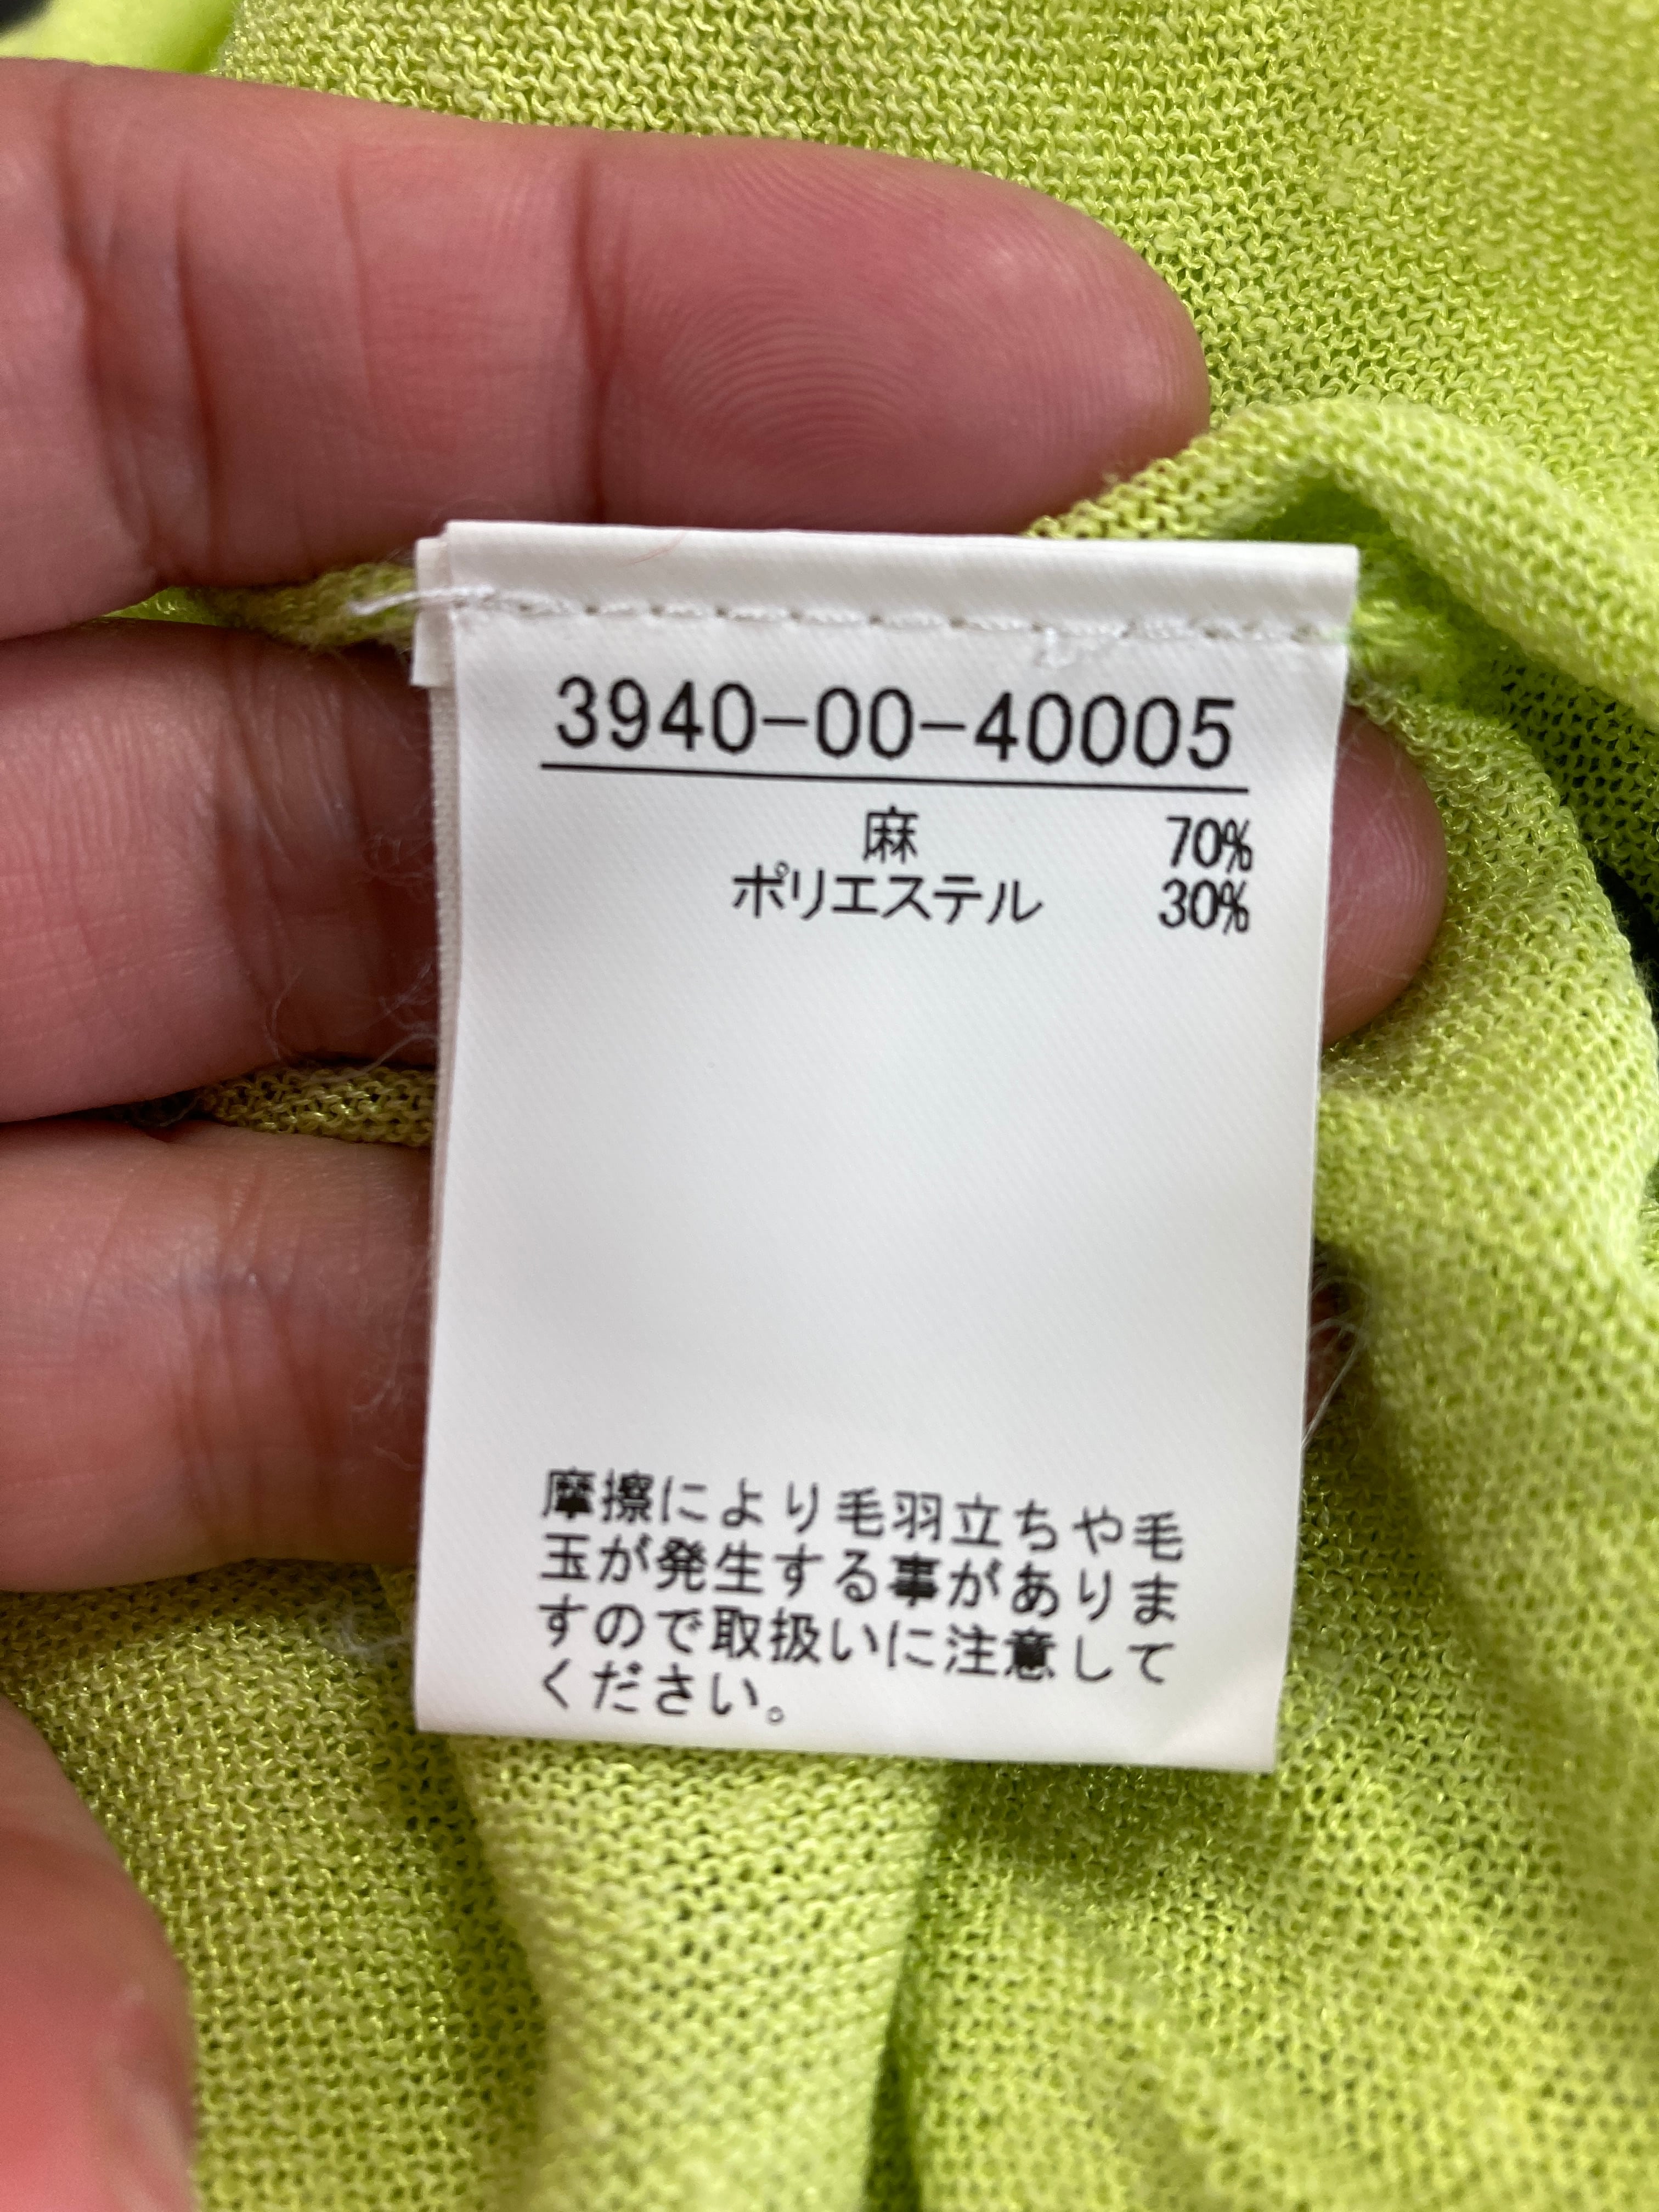 3940-00-40005
麻 70%
ポリエステル 30%
摩擦により毛羽立ちや毛
玉が発生する事がありま
すので取扱いに注意して
ください。